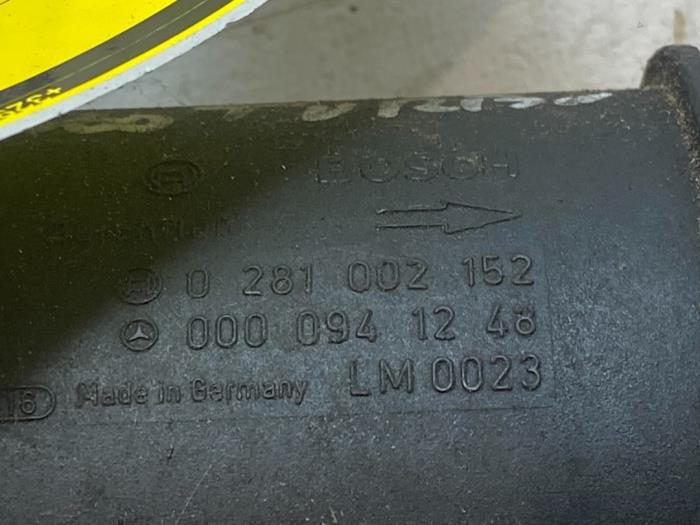 BOSCH
0 281 002 152
000 094 12 48
Made in Germany LM 0023